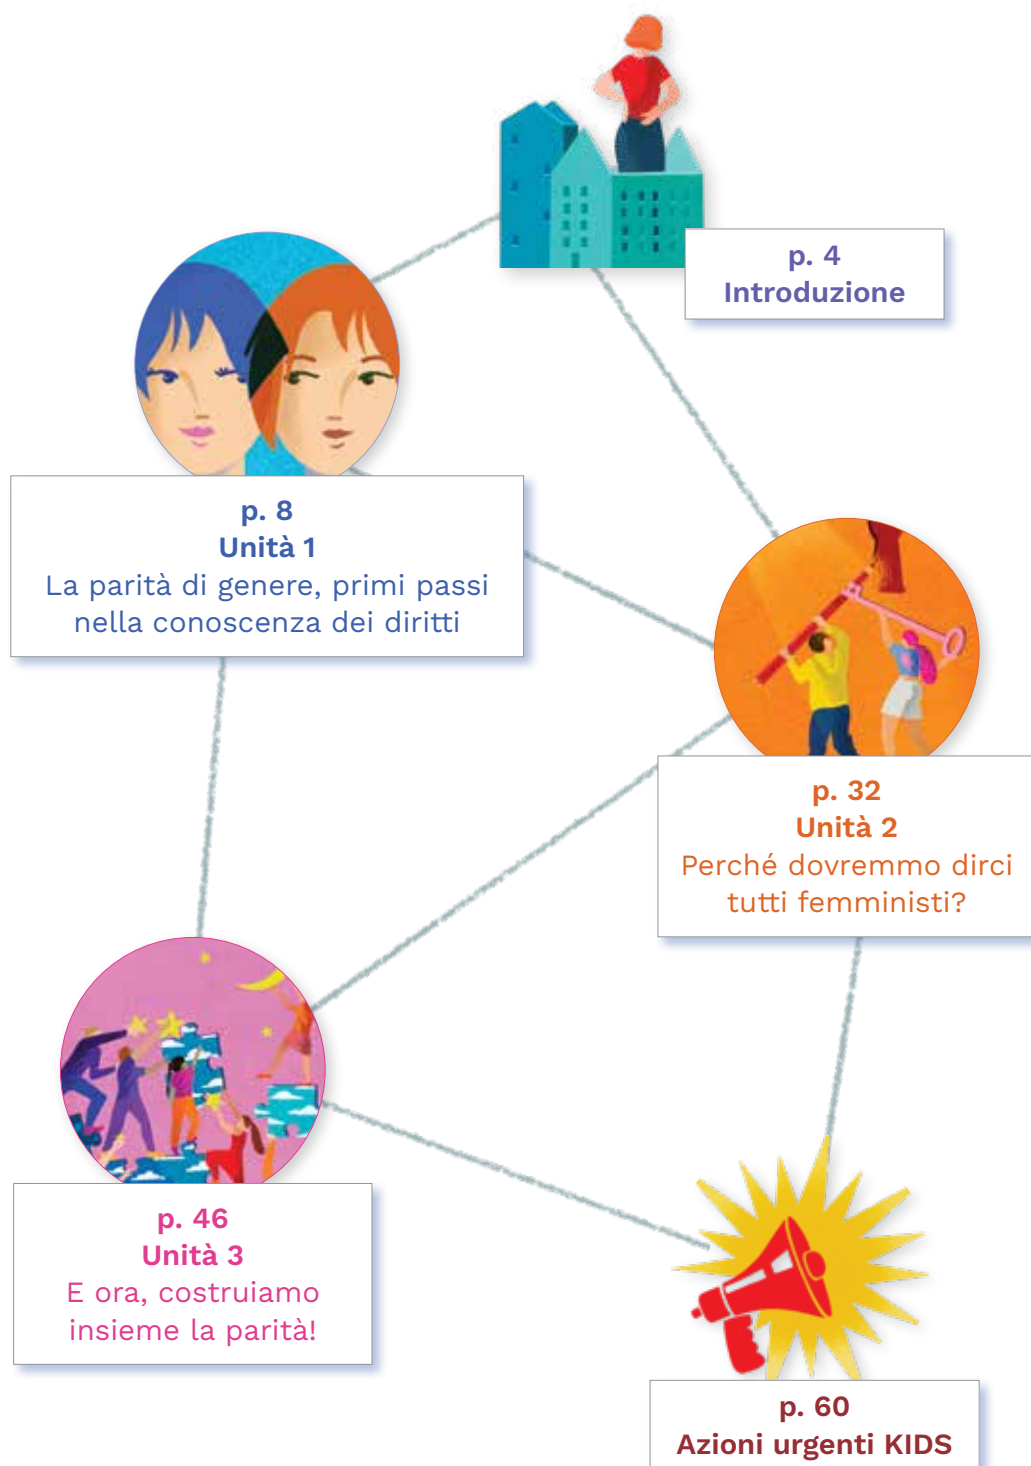 p. 4
Introduzione
p. 8
Unità 1
La parità di genere, primi passi
nella conoscenza dei diritti
p. 32
Unità 2
Perché dovremmo dirci
tutti femministi?
p. 46
Unità 3
E ora, costruiamo
insieme la parità!
p. 60
Azioni urgenti KIDS